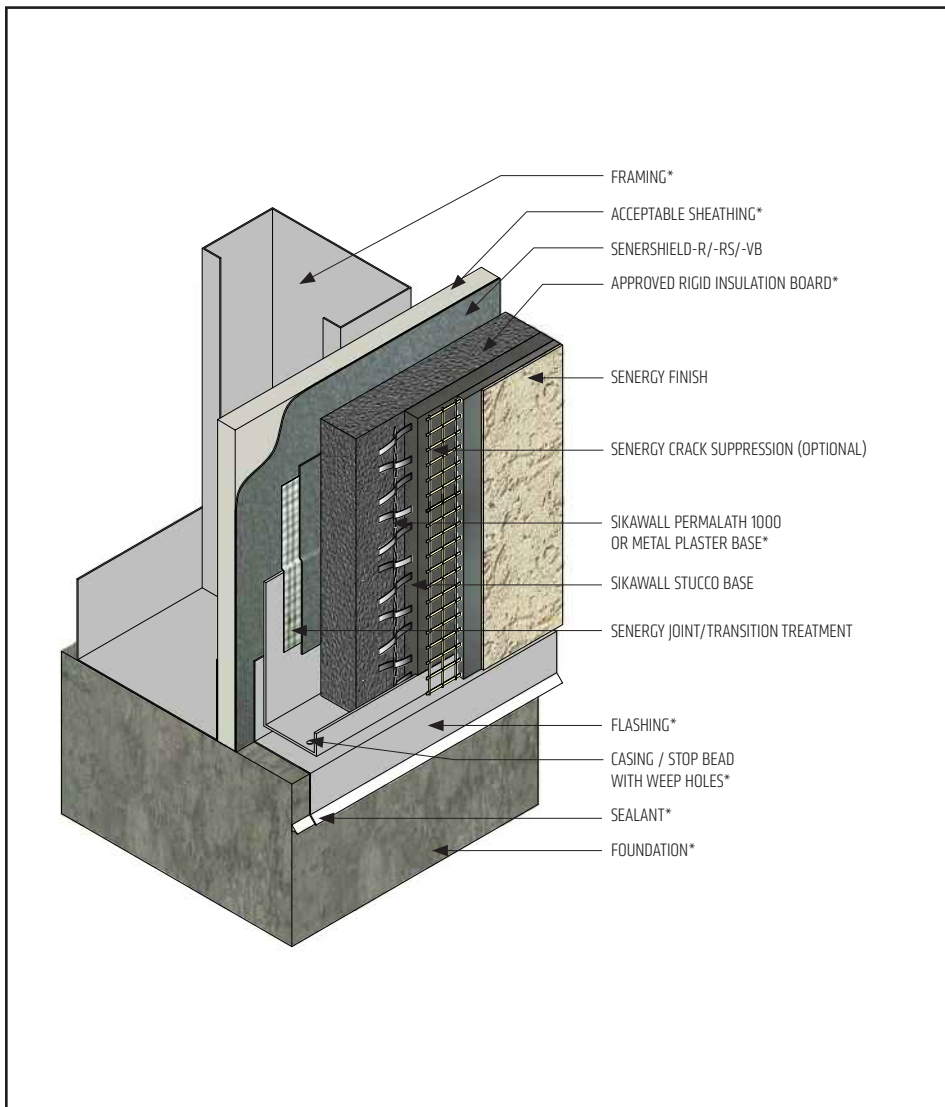 FRAMING*
ACCEPTABLE SHEATHING*
SENERSHIELD-R/-RS/-VB
APPROVED RIGID INSULATION BOARD*
SENERGY FINISH
SENERGY CRACK SUPPRESSION (OPTIONAL)
SIKAWALL PERMALATH 1000
OR METAL PLASTER BASE*
SIKAWALL STUCCO BASE
SENERGY JOINT/TRANSITION TREATMENT
FLASHING*
CASING / STOP BEAD
WITH WEEP HOLES*
SEALANT*
FOUNDATION*